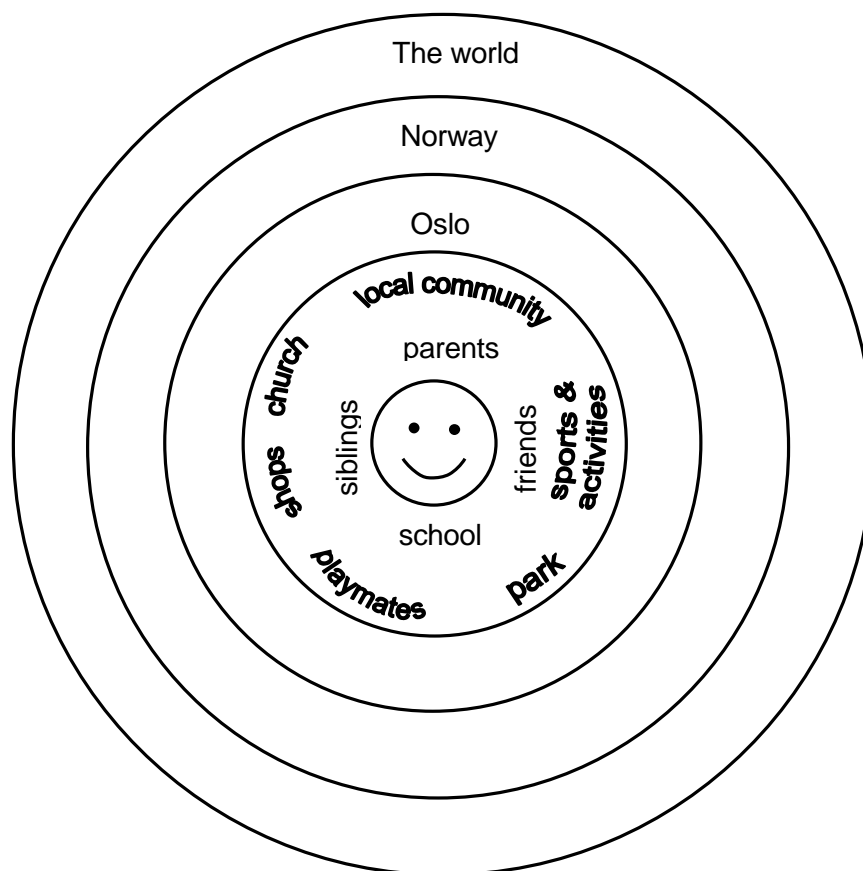 The world
Norway
Oslo
local community
parents
church
siblings
friends
sports &
activities
shops
school
playmates
park